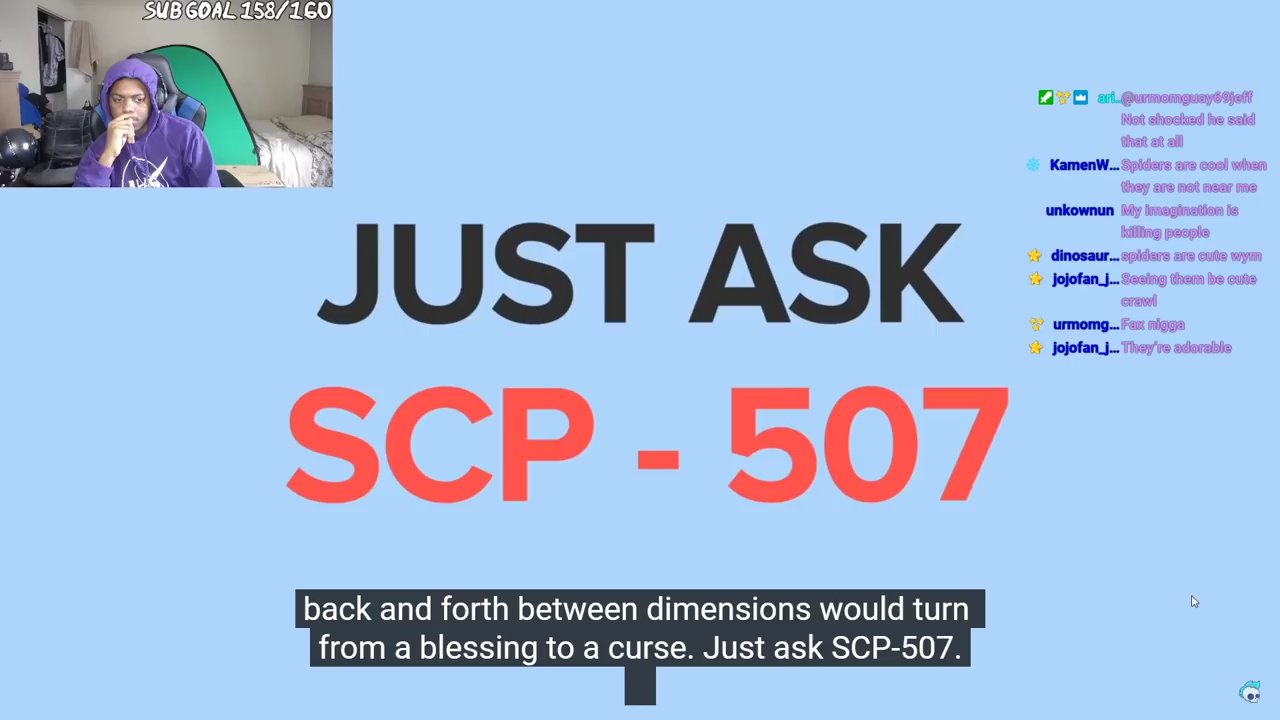 SUB GOAL 158/160
ari…@urmomguay69jeff
Not shocked he said
that at all
KamenW…Spiders are cool when
they are not near me
unkownun My imagination is
killing people
dinosaur…spiders are cute wym
jojofan_j…Seeing them be cute
crawl
urmomg…Fax nigga
jojofan_j…They're adorable
JUST ASK
SCP - 507
back and forth between dimensions would turn
from a blessing to a curse. Just ask SCP-507.